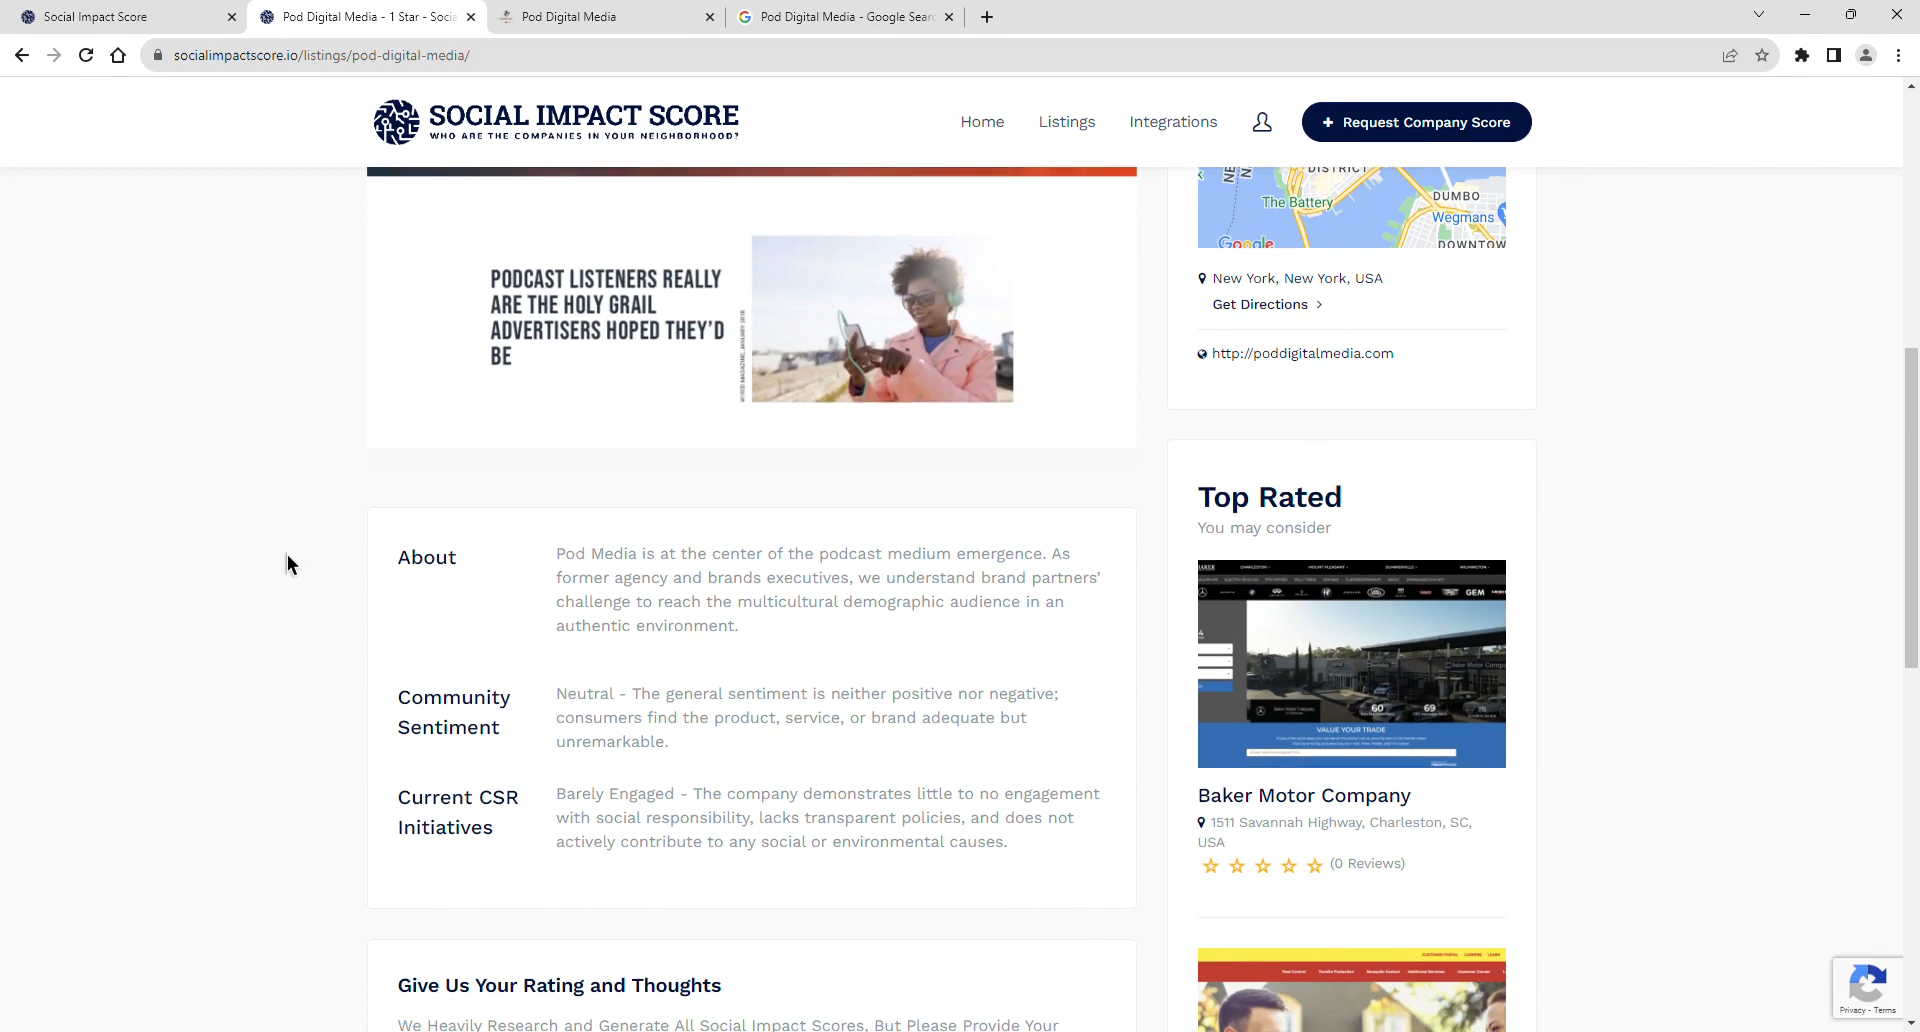 Social Impact Score
Pod Digital Media - 1 Star - Socia
Pod Digital Media
Pod Digital Media - Google Searc
socialimpactscore.io/listings/pod-digital-media/
SOCIAL IMPACT SCORE
WHO ARE THE COMPANIES IN YOUR NEIGHBORHOOD?
Home
Listings
Integrations
Request Company Score
PODCAST LISTENERS REALLY
ARE THE HOLY GRAIL
ADVERTISERS HOPED THEY'D
BE
DISTRICT
The Battery
DUMBO
Wegmans
DOWNTOW
Google
New York, New York, USA
Get Directions >
http://poddigitalmedia.com
About
Pod Media is at the center of the podcast medium emergence. As
former agency and brands executives, we understand brand partners’
challenge to reach the multicultural demographic audience in an
authentic environment.
Community
Sentiment
Neutral - The general sentiment is neither positive nor negative;
consumers find the product, service, or brand adequate but
unremarkable.
Current CSR
Initiatives
Barely Engaged - The company demonstrates little to no engagement
with social responsibility, lacks transparent policies, and does not
actively contribute to any social or environmental causes.
Give Us Your Rating and Thoughts
We Heavily Research and Generate All Social Impact Scores, But Please Provide Your
Top Rated
You may consider
60
69
VALUE YOUR TRADE
Baker Motor Company
1511 Savannah Highway, Charleston, SC,
USA
(0 Reviews)
Privacy - Terms